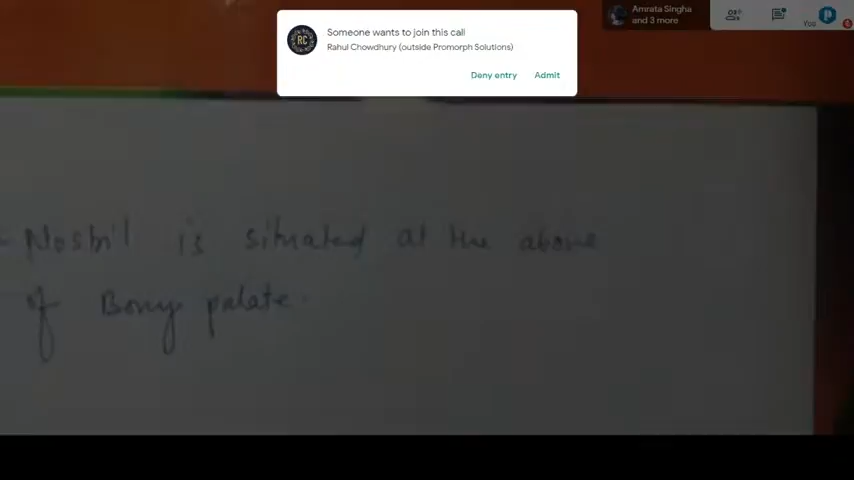 Amrata Singha
and 3 more
Someone wants to join this call
RC
Rahul Chowdhury (outside Promorph Solutions)
You
Deny entry Admit
- Nostril is situated at the above
of Bony palate.